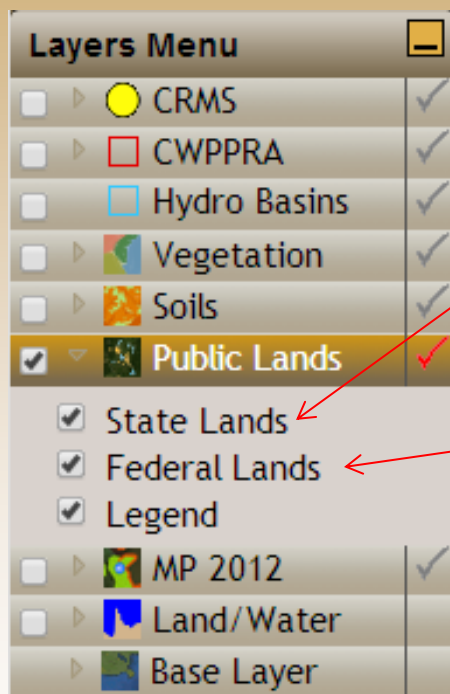 Layers Menu
CRMS
CWPPRA
Hydro Basins
Vegetation
Soils
Public Lands
State Lands
Federal Lands
Legend
MP 2012
Land/Water
Base Layer